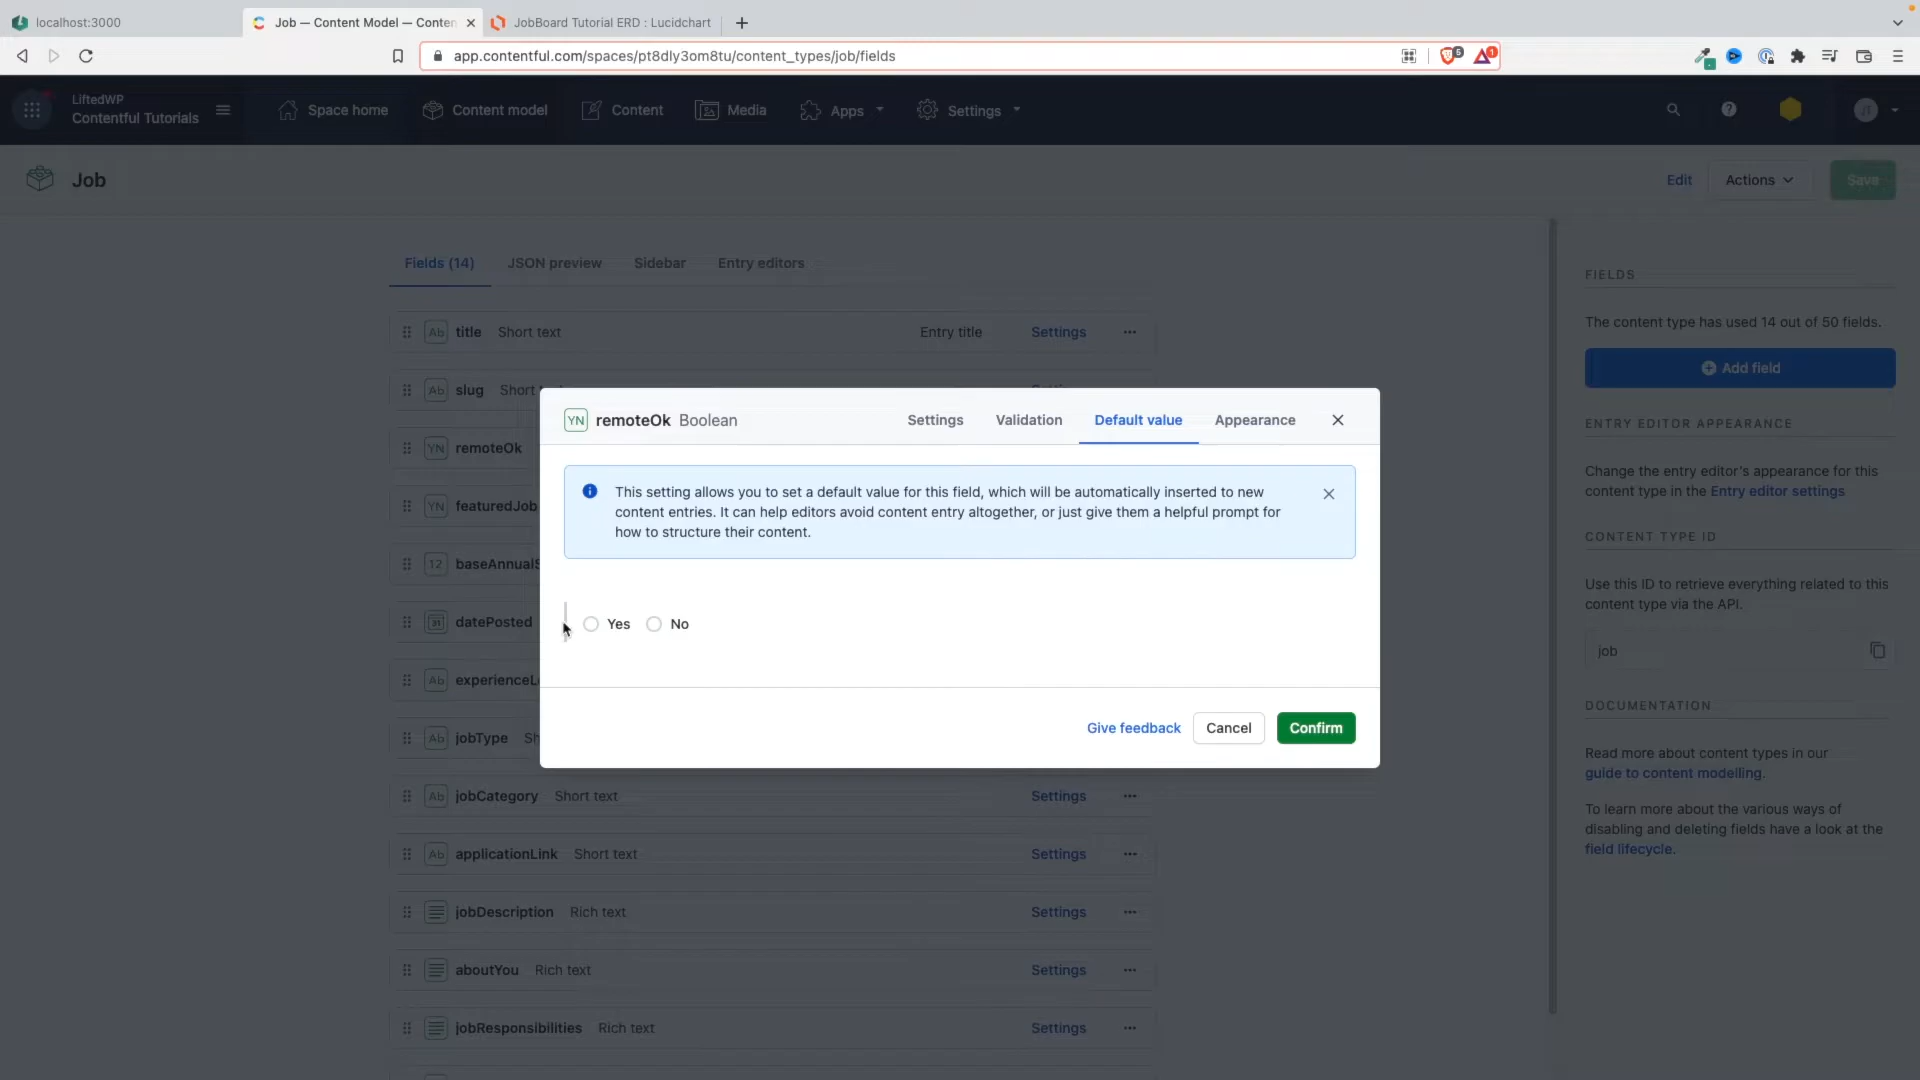 localhost:3000
Job — Content Model — Conten
JobBoard Tutorial ERD : Lucidchart
app.contentful.com/spaces/pt8dly3om8tu/content_types/job/fields
5
1
LiftedWP
Contentful Tutorials
Space home
Content model
Content
Media
Apps
Settings
Job
Edit
Actions
Save
Fields (14)
JSON preview
Sidebar
Entry editors
Ab title Short text Entry title Settings
Ab slug Short
YN remoteOk
YN featuredJob
12 baseAnnualS
31 datePosted
Ab experienceL
Ab jobType Sh
Ab jobCategory Short text Settings
Ab applicationLink Short text Settings
jobDescription Rich text Settings
aboutYou Rich text Settings
jobResponsibilities Rich text Settings
YN remoteOk Boolean
Settings
Validation
Default value
Appearance
This setting allows you to set a default value for this field, which will be automatically inserted to new
content entries. It can help editors avoid content entry altogether, or just give them a helpful prompt for
how to structure their content.
Yes
No
Give feedback
Cancel
Confirm
FIELDS
The content type has used 14 out of 50 fields.
Add field
ENTRY EDITOR APPEARANCE
Change the entry editor's appearance for this
content type in the Entry editor settings
CONTENT TYPE ID
Use this ID to retrieve everything related to this
content type via the API.
job
DOCUMENTATION
Read more about content types in our
guide to content modelling.
To learn more about the various ways of
disabling and deleting fields have a look at the
field lifecycle.